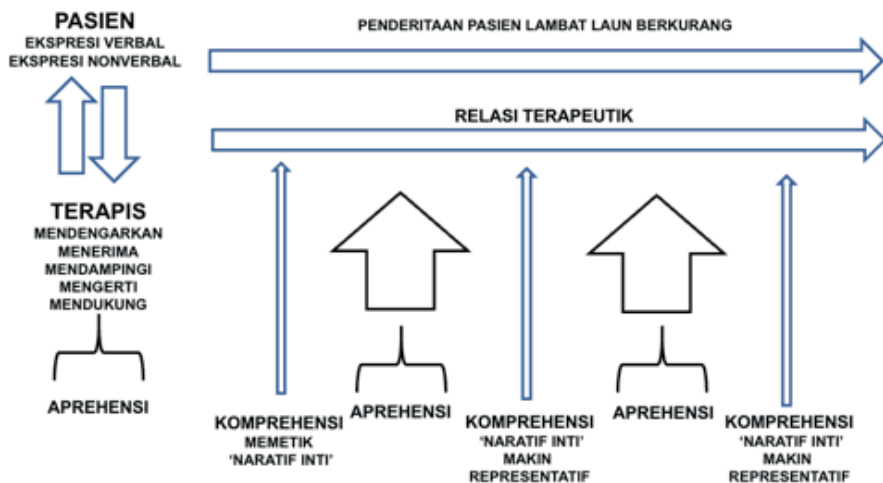 PASIEN
EKSPRESI VERBAL
EKSPRESI NONVERBAL
PENDERITAAN PASIEN LAMBAT LAUN BERKURANG
RELASI TERAPEUTIK
TERAPIS
MENDENGARKAN
MENERIMA
MENDAMPINGI
MENGERTI
MENDUKUNG
APREHENSI
KOMPREHENSI
MEMETIK
‘NARATIF INTI’
APREHENSI
KOMPREHENSI
‘NARATIF INTI’
MAKIN
REPRESENTATIF
APREHENSI
KOMPREHENSI
‘NARATIF INTI’
MAKIN
REPRESENTATIF